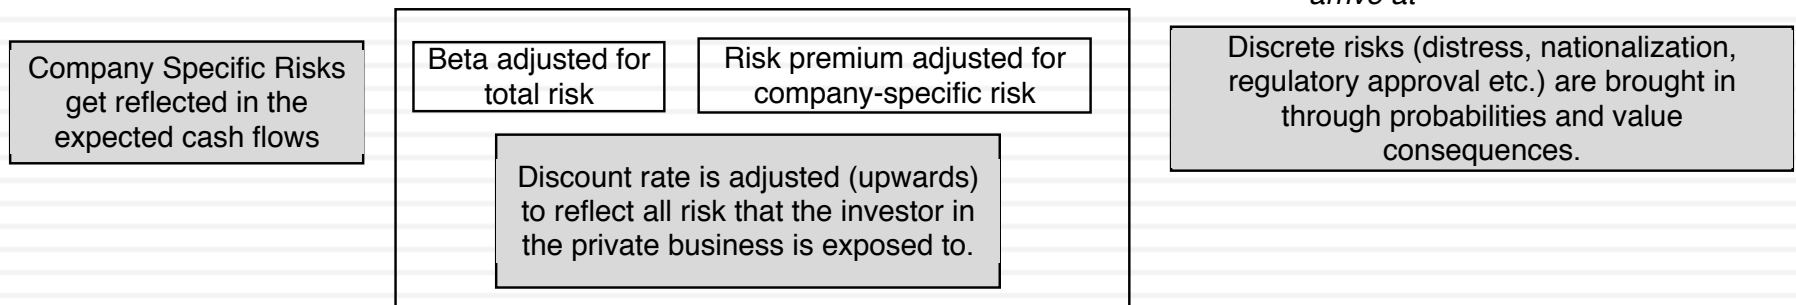 arrive at
Company Specific Risks
get reflected in the
expected cash flows
Beta adjusted for
total risk
Risk premium adjusted for
company-specific risk
Discount rate is adjusted (upwards)
to reflect all risk that the investor in
the private business is exposed to.
Discrete risks (distress, nationalization,
regulatory approval etc.) are brought in
through probabilities and value
consequences.